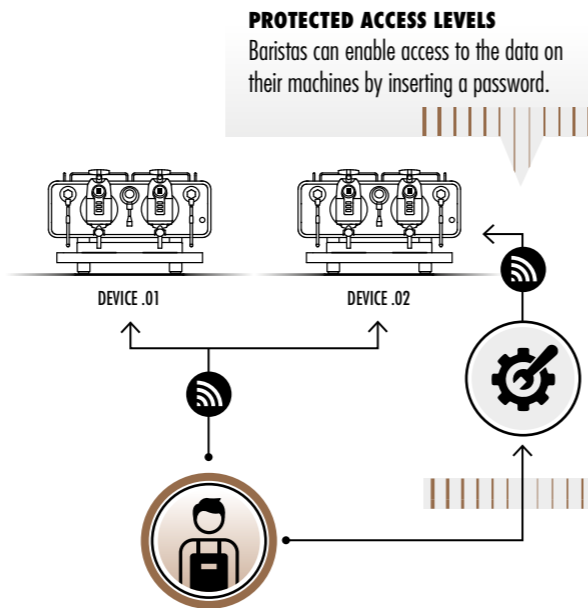 PROTECTED ACCESS LEVELS
Baristas can enable access to the data on
their machines by inserting a password.
DEVICE .01
DEVICE .02